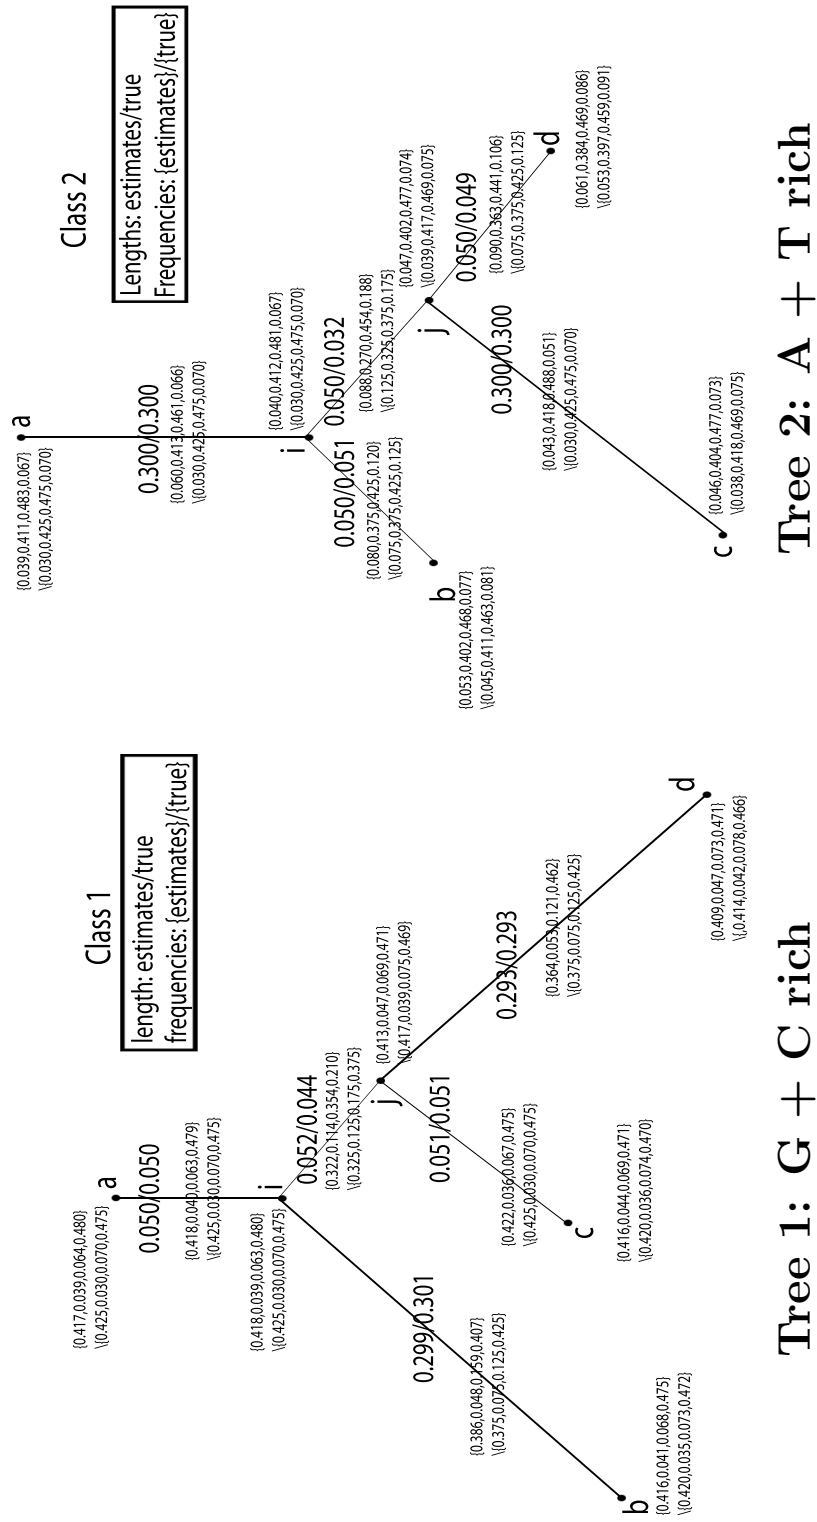 Class 1
length: estimates/true
frequencies: {estimates}/{true}
{0.417,0.039,0.064,0.480}
\{0.425,0.030,0.070,0.475}
a
0.050/0.050
{0.418,0.040,0.063,0.479}
\{0.425,0.030,0.070,0.475}
{0.418,0.039,0.063,0.480}
\{0.425,0.030,0.070,0.475}
i
0.052/0.044
{0.322,0.114,0.354,0.210}
\{0.325,0.125,0.175,0.375}
{0.413,0.047,0.069,0.471}
\{0.417,0.039,0.075,0.469}
j
0.299/0.301
{0.386,0.048,0.159,0.407}
\{0.375,0.075,0.125,0.425}
0.051/0.051
{0.422,0.036,0.067,0.475}
\{0.425,0.030,0.070,0.475}
0.293/0.293
{0.364,0.053,0.121,0.462}
\{0.375,0.075,0.125,0.425}
b
{0.416,0.041,0.068,0.475}
\{0.420,0.035,0.073,0.472}
c
{0.416,0.044,0.069,0.471}
\{0.420,0.036,0.074,0.470}
d
{0.409,0.047,0.073,0.471}
\{,0.414,0.042,0.078,0.466}
Tree 1: G + C rich
Class 2
Lengths: estimates/true
Frequencies: {estimates}/{true}
{0.039,0.411,0.483,0.067}
\{0.030,0.425,0.475,0.070}
a
0.300/0.300
{0.060,0.413,0.461,0.066}
\{0.030,0.425,0.475,0.070}
{0.040,0.412,0.481,0.067}
\{0.030,0.425,0.475,0.070}
i
0.050/0.032
{0.088,0.270,0.454,0.188}
\{0.125,0.325,0.375,0.175}
{0.047,0.402,0.477,0.074}
\{0.039,0.417,0.469,0.075}
j
0.050/0.051
{0.080,0.375,0.425,0.120}
\{0.075,0.375,0.425,0.125}
0.050/0.049
{0.090,0.363,0.441,0.106}
\{0.075,0.375,0.425,0.125}
0.300/0.300
{0.043,0.418,0.488,0.051}
\{0.030,0.425,0.475,0.070}
b
{0.053,0.402,0.468,0.077}
\{0.045,0.411,0.463,0.081}
d
{0.061,0.384,0.469,0.086}
\{0.053,0.397,0.459,0.091}
c
{0.046,0.404,0.477,0.073}
\{0.038,0.418,0.469,0.075}
Tree 2: A + T rich